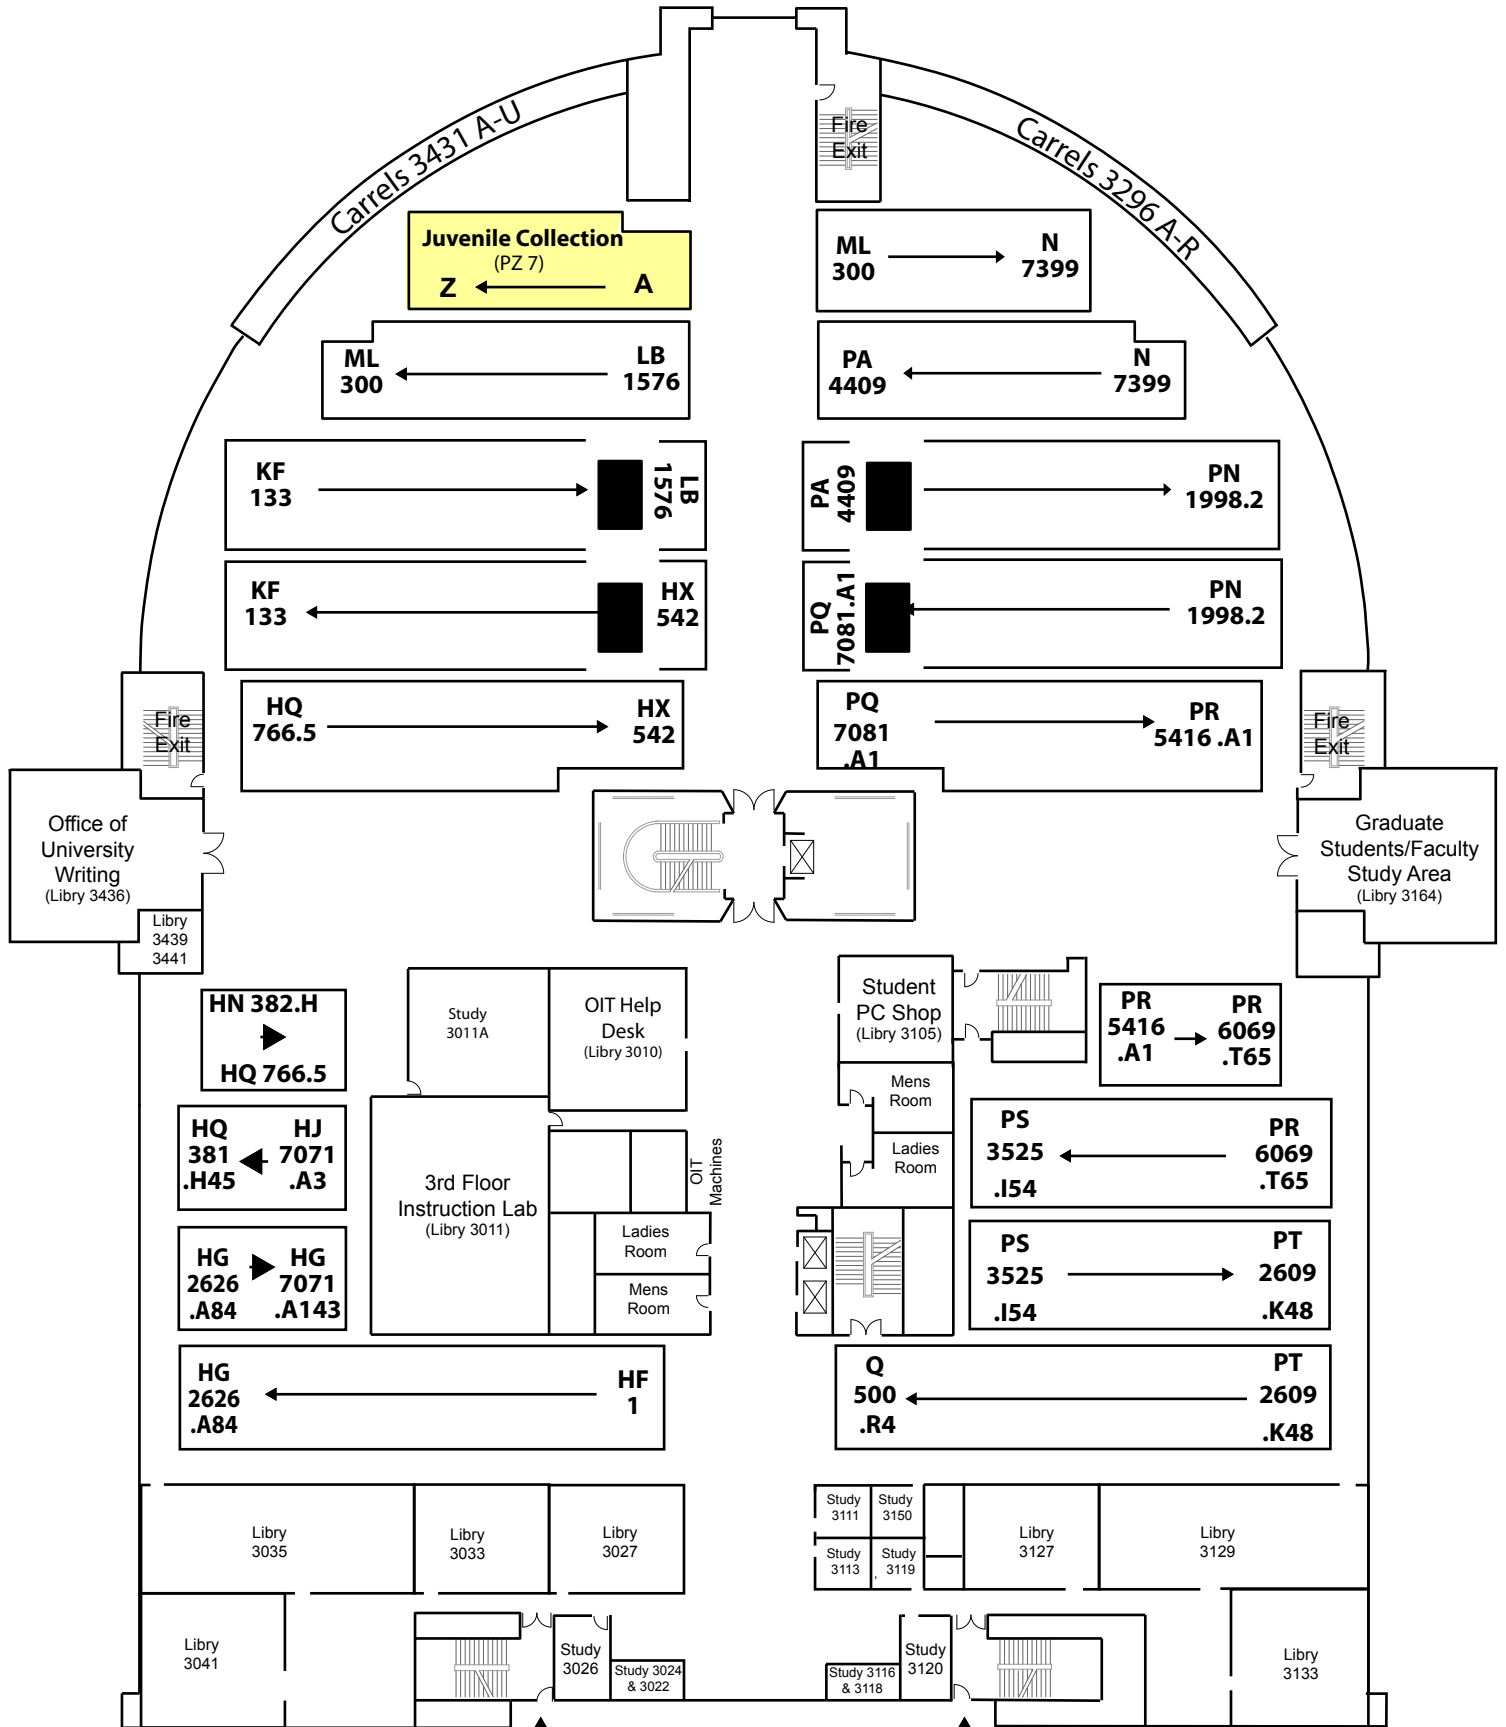 Carrels 3431 A-U
Carrels 3296 A-R
Fire
Exit
Juvenile Collection
(PZ 7)
Z A
ML
300
N
7399
ML
300
LB
1576
PA
4409
N
7399
KF
133
LB
1576
PA
4409
PN
1998.2
KF
133
HX
542
PQ
7081.A1
PN
1998.2
HQ
766.5
HX
542
PQ
7081
.A1
PR
5416 .A1
Fire
Exit
Fire
Exit
Office of
University
Writing
(Libry 3436)
Libry
3439
3441
Graduate
Students/Faculty
Study Area
(Libry 3164)
HN 382.H
HQ 766.5
Study
3011A
OIT Help
Desk
(Libry 3010)
Student
PC Shop
(Libry 3105)
PR
5416
.A1
PR
6069
.T65
Mens
Room
Ladies
Room
HQ
381
.H45
HJ
7071
.A3
3rd Floor
Instruction Lab
(Libry 3011)
OIT
Machines
PS
3525
.I54
PR
6069
.T65
HG
2626
.A84
HG
7071
.A143
Ladies
Room
Mens
Room
PS
3525
.I54
PT
2609
.K48
HG
2626
.A84
HF
1
Q
500
.R4
PT
2609
.K48
Libry
3035
Libry
3033
Libry
3027
Study
3111
Study
3150
Study
3113
Study
3119
Libry
3127
Libry
3129
Libry
3041
Study
3026
Study 3024
& 3022
Study 3116
& 3118
Study
3120
Libry
3133